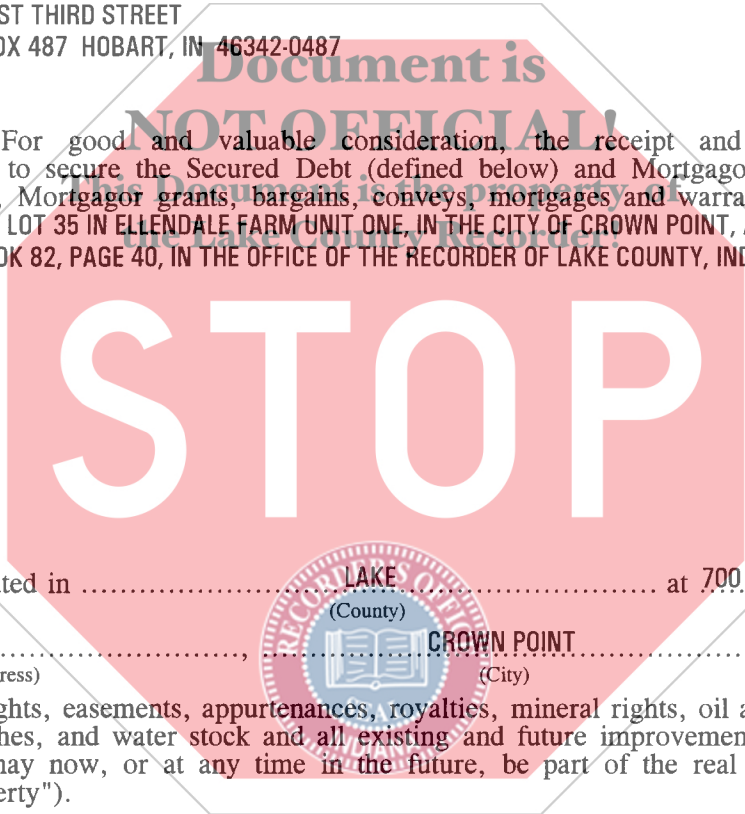 ST THIRD STREET
OX 487 HOBART, IN 46342-0487
Document is
NOT OFFICIAL!
For good and valuable consideration, the receipt and
to secure the Secured Debt (defined below) and Mortgago
This Document is the property of
, Mortgagor grants, bargains, conveys, mortgages and warra
the Lake County Recorder!
LOT 35 IN ELLENDALE FARM UNIT ONE, IN THE CITY OF CROWN POINT,
OK 82, PAGE 40, IN THE OFFICE OF THE RECORDER OF LAKE COUNTY, IND
STOP
ted in .................................... LAKE .................................... at 700
(County)
...................................., .................... CROWN POINT ....................
ress) (City)
RECORDER'S OFFICE
INDIANA
ghts, easements, appurtenances, royalties, mineral rights, oil a
hes, and water stock and all existing and future improvemen
may now, or at any time in the future, be part of the real
erty").